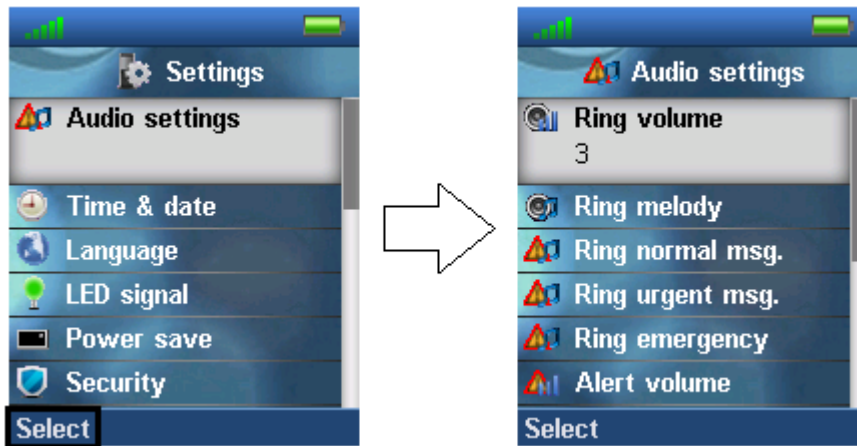 Settings
Audio settings
Time & date
Language
LED signal
Power save
Security
Select
Audio settings
Ring volume
3
Ring melody
Ring normal msg.
Ring urgent msg.
Ring emergency
Alert volume
Select